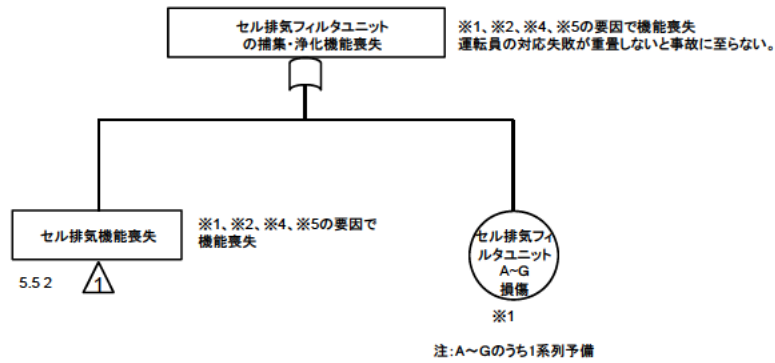 セル排気フィルタユニット
の捕集・浄化機能喪失
※1、※2、※4、※5の要因で機能喪失
運転員の対応失敗が重畳しないと事故に至らない。
セル排気機能喪失
※1、※2、※4、※5の要因で
機能喪失
5.5 2
1
セル排気フィ
ルタユニット
A~G
損傷
※1
注:A～Gのうち1系列予備